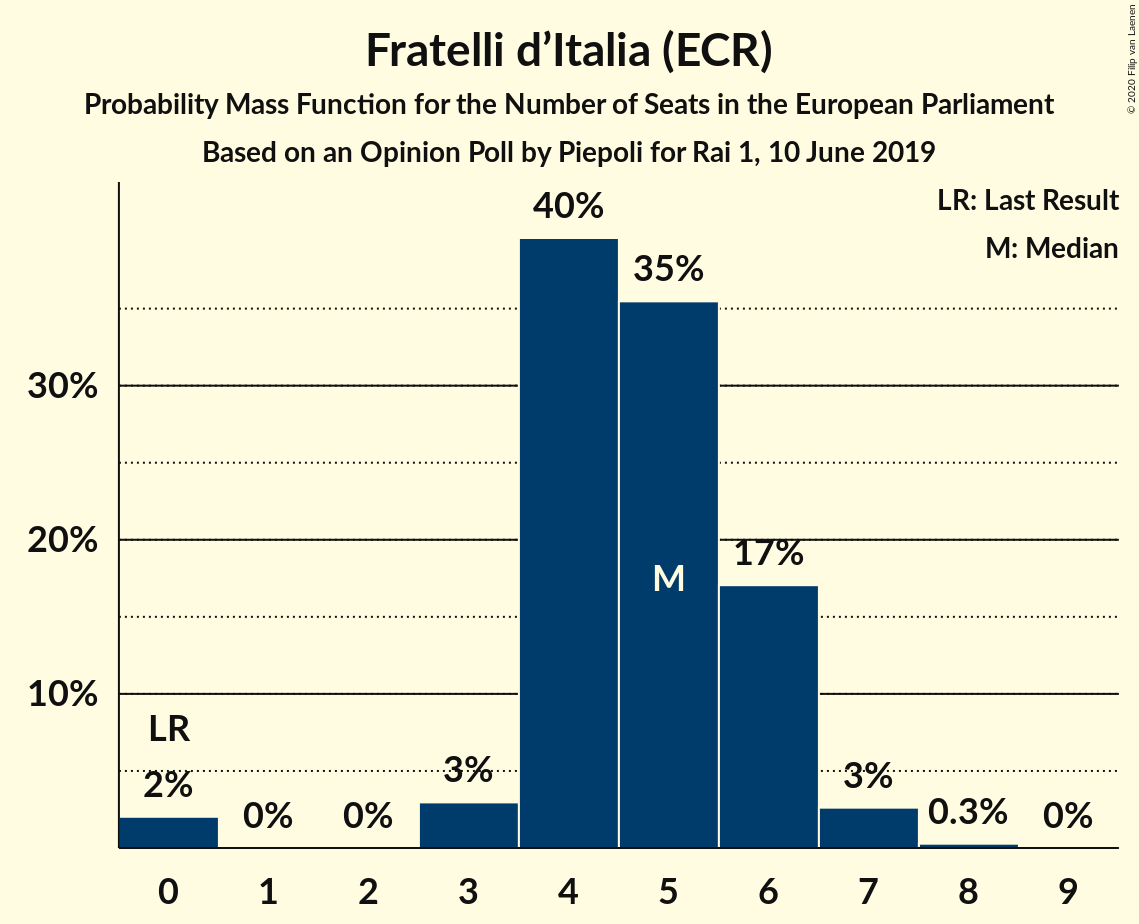 Fratelli d’Italia (ECR)
Probability Mass Function for the Number of Seats in the European Parliament
Based on an Opinion Poll by Piepoli for Rai 1, 10 June 2019
© 2020 Filip van Laenen
LR: Last Result
M: Median
40%
35%
30%
20%
17%
M
10%
LR
2%
0%
0%
3%
3%
0.3%
0%
0 1 2 3 4 5 6 7 8 9